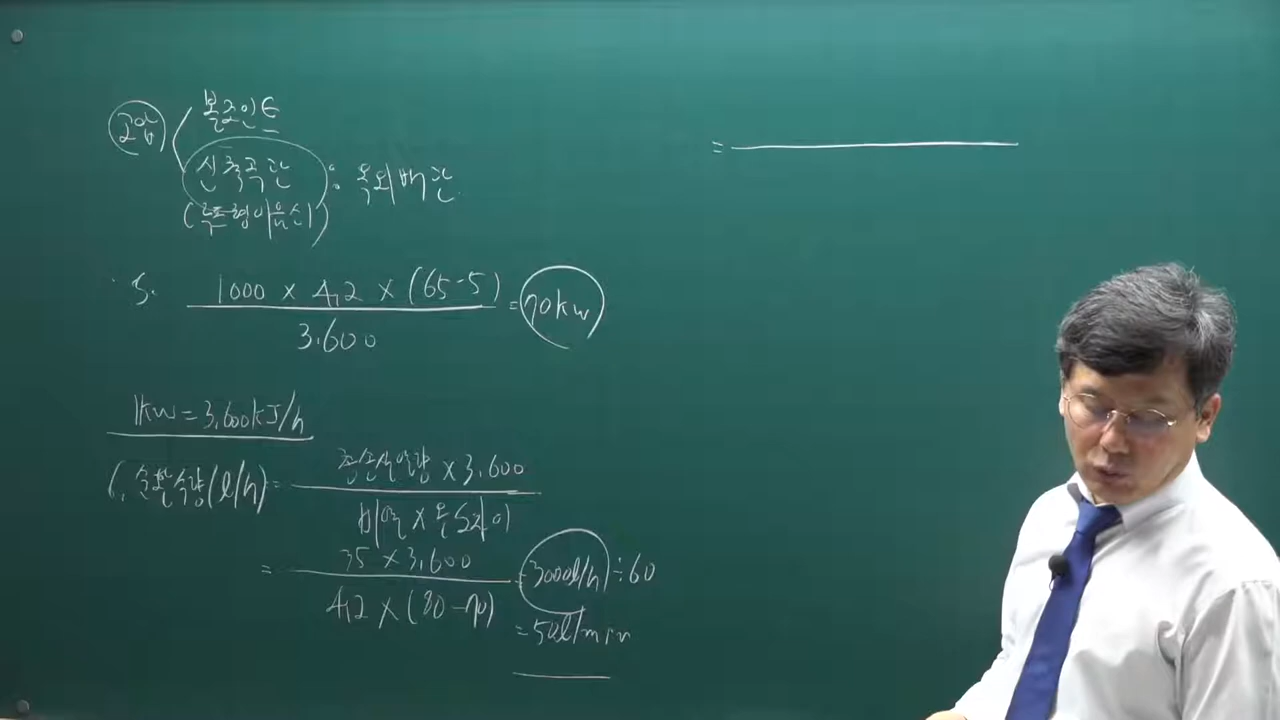 고압
볼조인트
신축곡관 : 옥외배관
(루프형이음쇠)
5. 1000 × 4.2 × (65-5) = 70kw
3.600
1kw = 3.600kJ/h
6. 순환수량(l/h) = 총손실열량 × 3.600
비열 × 온도차이
= 35 × 3.600 = 3000l/h ÷ 60
4.2 × (80-70)
= 50l/min
=